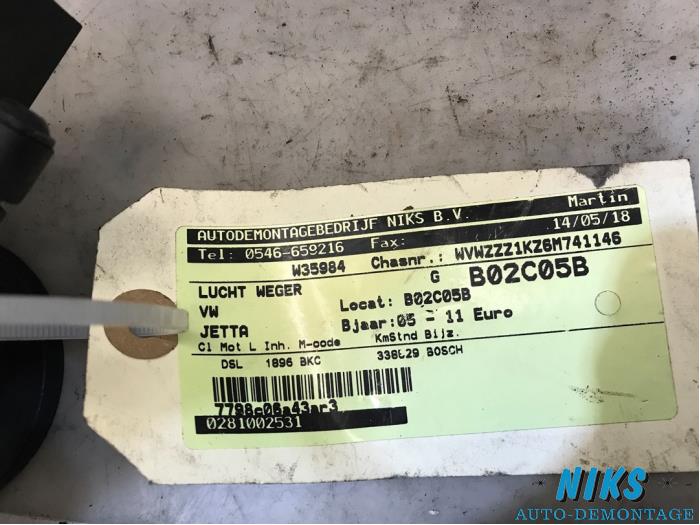 Martin
AUTODEMONTAGEBEDRIJF NIKS B.V. 14/05/18
Tel: 0546-659216 Fax:
W35984 Chasnr.: WVWZZZ1KZ6M741146
LUCHT WEGER G B02C05B
VW Locat: B02C05B
JETTA Bjaar:05 - 11 Euro
Cl Mot L Inh. M-code KmStnd Bijz.
DSL 1896 BKC 338629 BOSCH
7798-06a43ar3
0281002531
NIKS
AUTO-DEMONTAGE